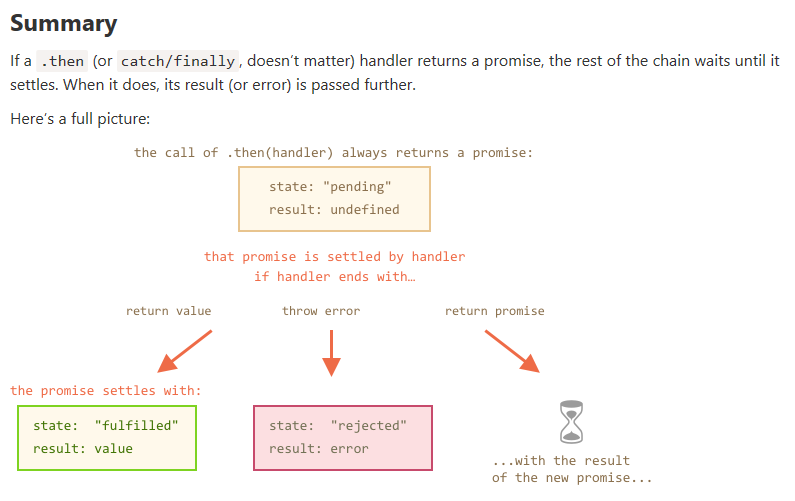 Summary
If a .then (or catch/finally, doesn’t matter) handler returns a promise, the rest of the chain waits until it
settles. When it does, its result (or error) is passed further.
Here’s a full picture:
the call of .then(handler) always returns a promise:
state: "pending"
result: undefined
that promise is settled by handler
if handler ends with…
return value
throw error
return promise
the promise settles with:
state: "fulfilled"
result: value
state: "rejected"
result: error
...with the result
of the new promise...